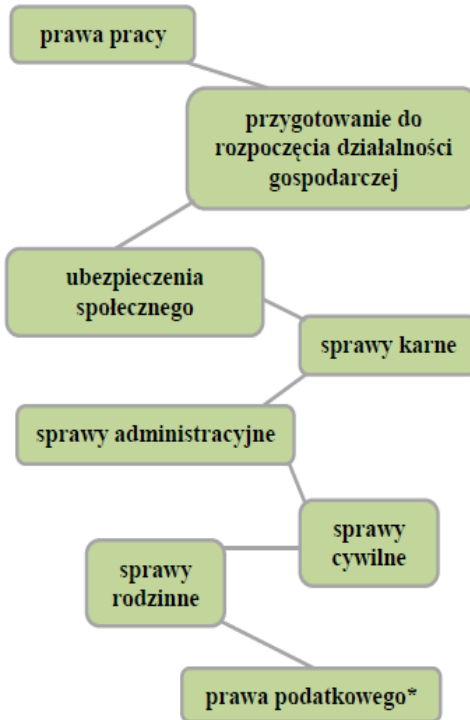 prawa pracy
przygotowanie do
rozpoczęcia działalności
gospodarczej
ubezpieczenia
społecznego
sprawy karne
sprawy administracyjne
sprawy
cywilne
sprawy
rodzinne
prawa podatkowego*